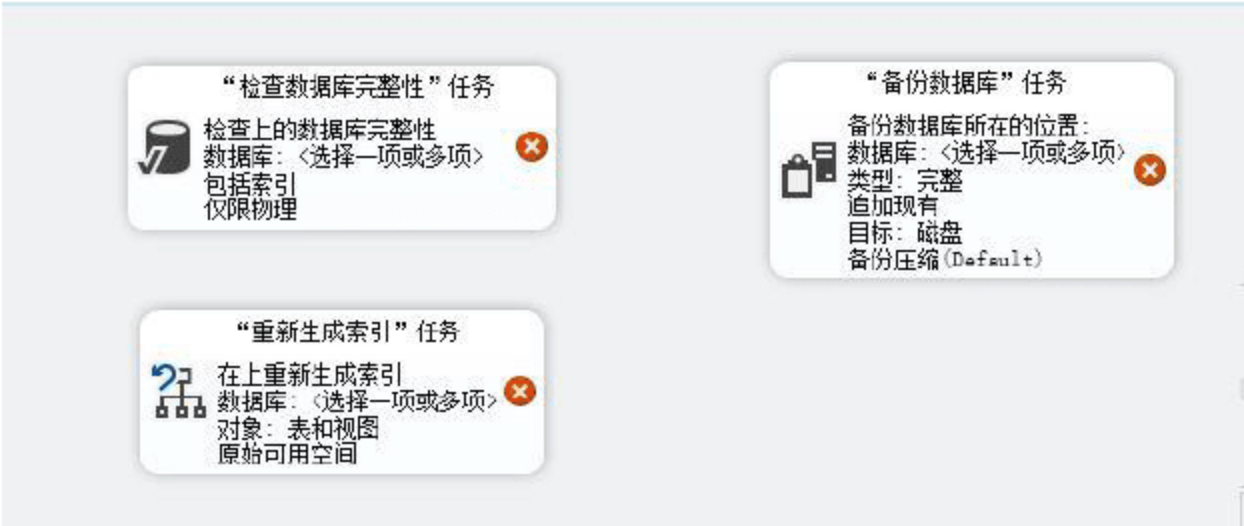 “检查数据库完整性”任务
检查上的数据库完整性
数据库: <选择一项或多项>
包括索引
仅限物理
“备份数据库”任务
备份数据库所在的位置:
数据库: <选择一项或多项>
类型: 完整
追加现有
目标: 磁盘
备份压缩(Default)
“重新生成索引”任务
在上重新生成索引
数据库: <选择一项或多项>
对象: 表和视图
原始可用空间